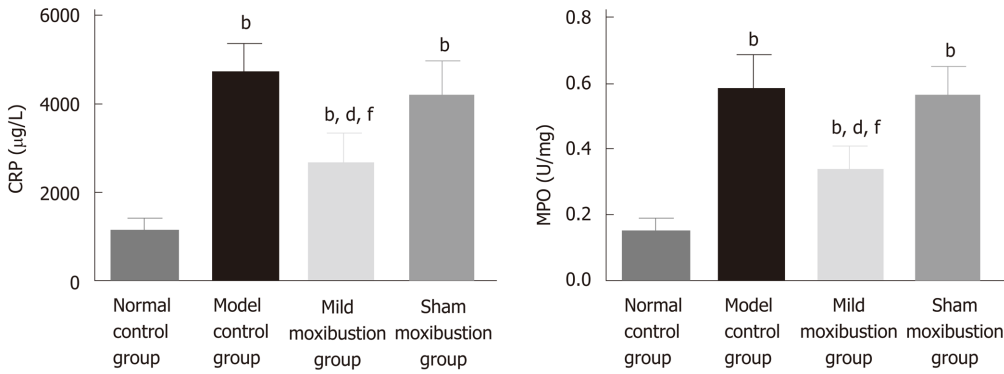 6000
4000
2000
0
CRP (μg/L)
b
b, d, f
b
Normal control group
Model control group
Mild moxibustion group
Sham moxibustion group
0.8
0.6
0.4
0.2
0.0
MPO (U/mg)
b
b, d, f
b
Normal control group
Model control group
Mild moxibustion group
Sham moxibustion group